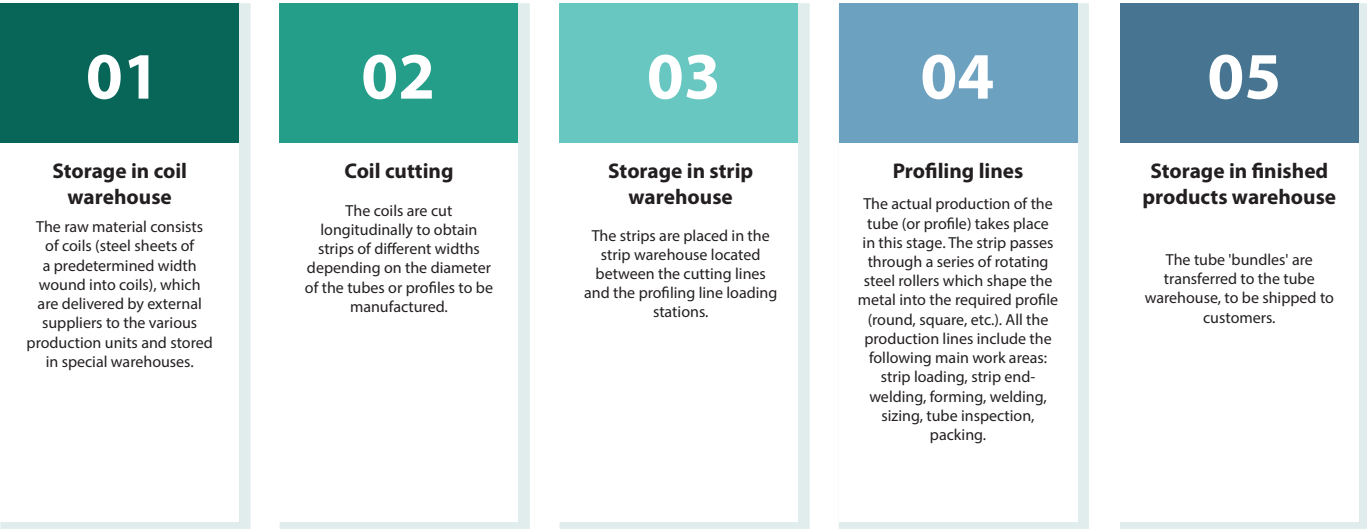 01
Storage in coil
warehouse
The raw material consists
of coils (steel sheets of
a predetermined width
wound into coils), which
are delivered by external
suppliers to the various
production units and stored
in special warehouses.
02
Coil cutting
The coils are cut
longitudinally to obtain
strips of different widths
depending on the diameter
of the tubes or profiles to be
manufactured.
03
Storage in strip
warehouse
The strips are placed in the
strip warehouse located
between the cutting lines
and the profiling line loading
stations.
04
Profiling lines
The actual production of the
tube (or profile) takes place
in this stage. The strip passes
through a series of rotating
steel rollers which shape the
metal into the required profile
(round, square, etc.). All the
production lines include the
following main work areas:
strip loading, strip end-
welding, forming, welding,
sizing, tube inspection,
packing.
05
Storage in finished
products warehouse
The tube 'bundles' are
transferred to the tube
warehouse, to be shipped to
customers.